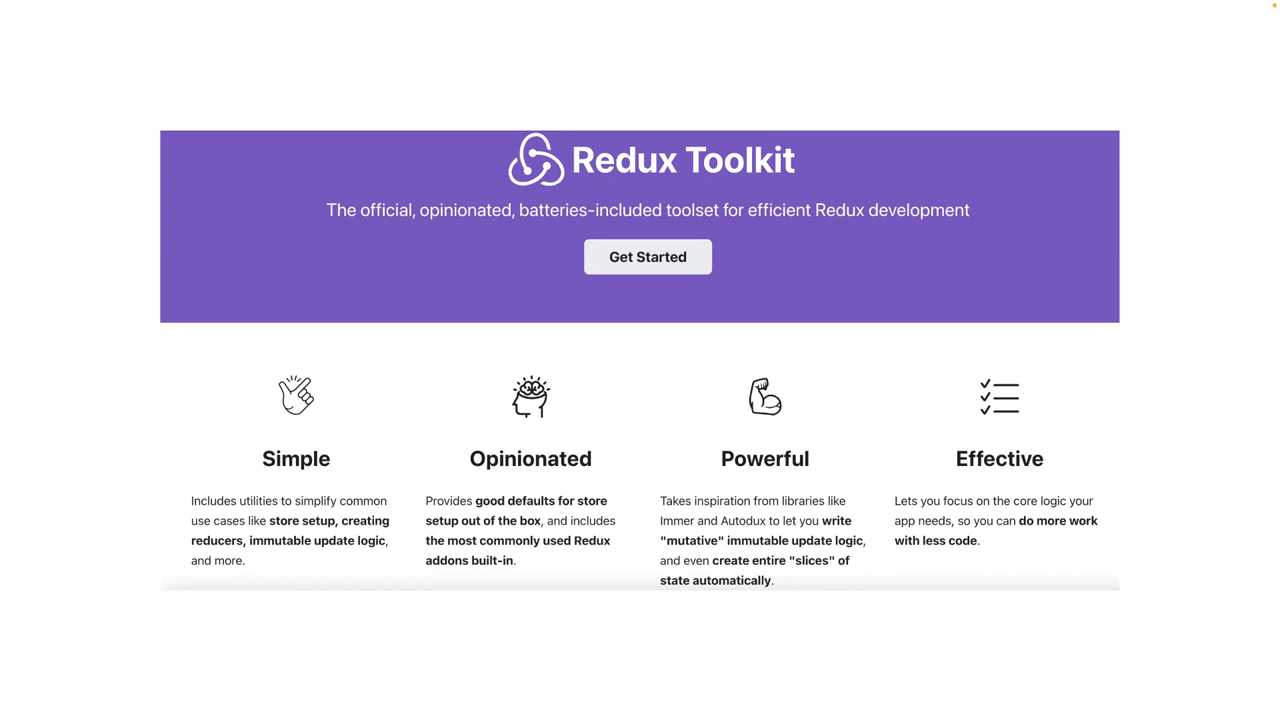 Redux Toolkit
The official, opinionated, batteries-included toolset for efficient Redux development
Get Started
Simple
Includes utilities to simplify common
use cases like store setup, creating
reducers, immutable update logic,
and more.
Opinionated
Provides good defaults for store
setup out of the box, and includes
the most commonly used Redux
addons built-in.
Powerful
Takes inspiration from libraries like
Immer and Autodux to let you write
"mutative" immutable update logic,
and even create entire "slices" of
state automatically.
Effective
Lets you focus on the core logic your
app needs, so you can do more work
with less code.